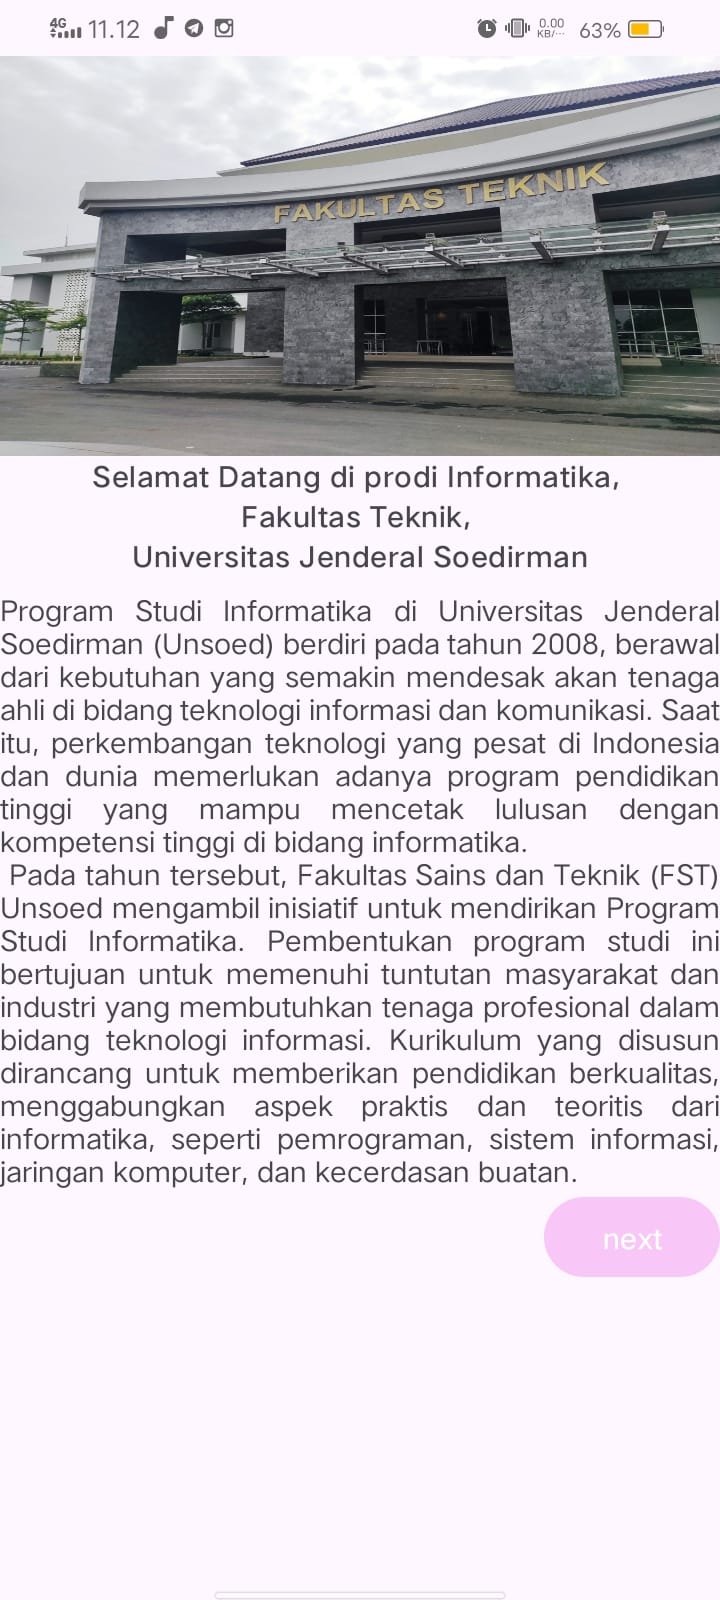 4G
11.12
0.00
KB/...
63%
FAKULTAS TEKNIK
Selamat Datang di prodi Informatika,
Fakultas Teknik,
Universitas Jenderal Soedirman
Program Studi Informatika di Universitas Jenderal
Soedirman (Unsoed) berdiri pada tahun 2008, berawal
dari kebutuhan yang semakin mendesak akan tenaga
ahli di bidang teknologi informasi dan komunikasi. Saat
itu, perkembangan teknologi yang pesat di Indonesia
dan dunia memerlukan adanya program pendidikan
tinggi yang mampu mencetak lulusan dengan
kompetensi tinggi di bidang informatika.
Pada tahun tersebut, Fakultas Sains dan Teknik (FST)
Unsoed mengambil inisiatif untuk mendirikan Program
Studi Informatika. Pembentukan program studi ini
bertujuan untuk memenuhi tuntutan masyarakat dan
industri yang membutuhkan tenaga profesional dalam
bidang teknologi informasi. Kurikulum yang disusun
dirancang untuk memberikan pendidikan berkualitas,
menggabungkan aspek praktis dan teoritis dari
informatika, seperti pemrograman, sistem informasi,
jaringan komputer, dan kecerdasan buatan.
next